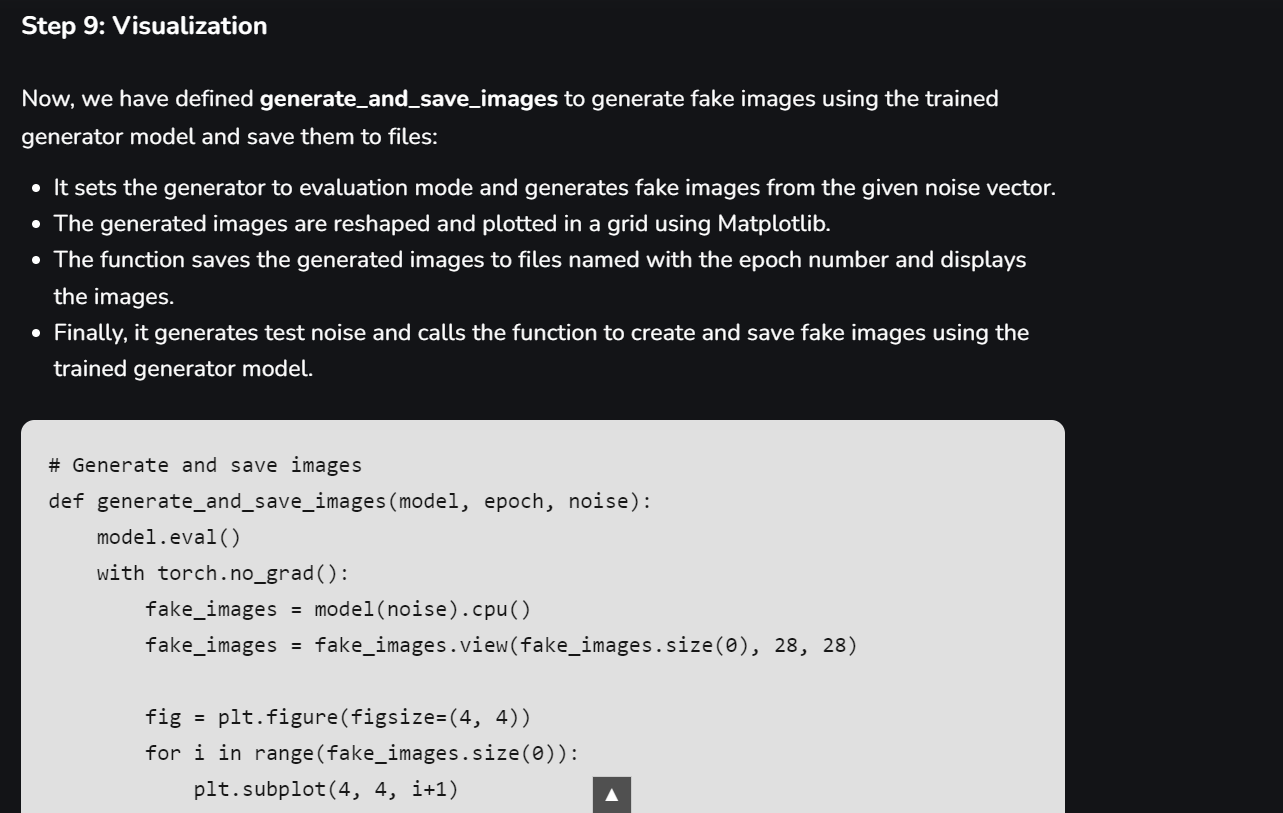 Step 9: Visualization
Now, we have defined generate_and_save_images to generate fake images using the trained
generator model and save them to files:
• It sets the generator to evaluation mode and generates fake images from the given noise vector.
• The generated images are reshaped and plotted in a grid using Matplotlib.
• The function saves the generated images to files named with the epoch number and displays
the images.
• Finally, it generates test noise and calls the function to create and save fake images using the
trained generator model.
# Generate and save images
def generate_and_save_images(model, epoch, noise):
    model.eval()
    with torch.no_grad():
        fake_images = model(noise).cpu()
        fake_images = fake_images.view(fake_images.size(0), 28, 28)
        fig = plt.figure(figsize=(4, 4))
        for i in range(fake_images.size(0)):
            plt.subplot(4, 4, i+1)